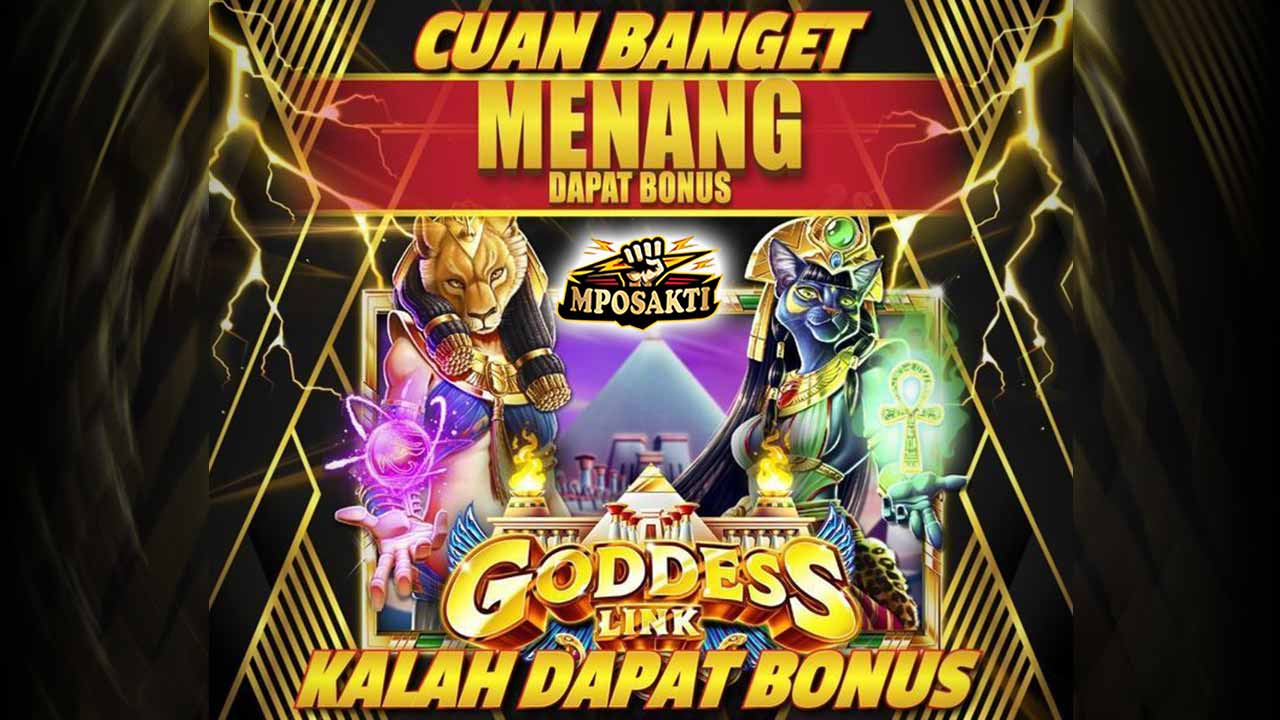 CUAN BANGET
MENANG
DAPAT BONUS
MPOSAKTI
GODDESS
LINK
KALAH DAPAT BONUS